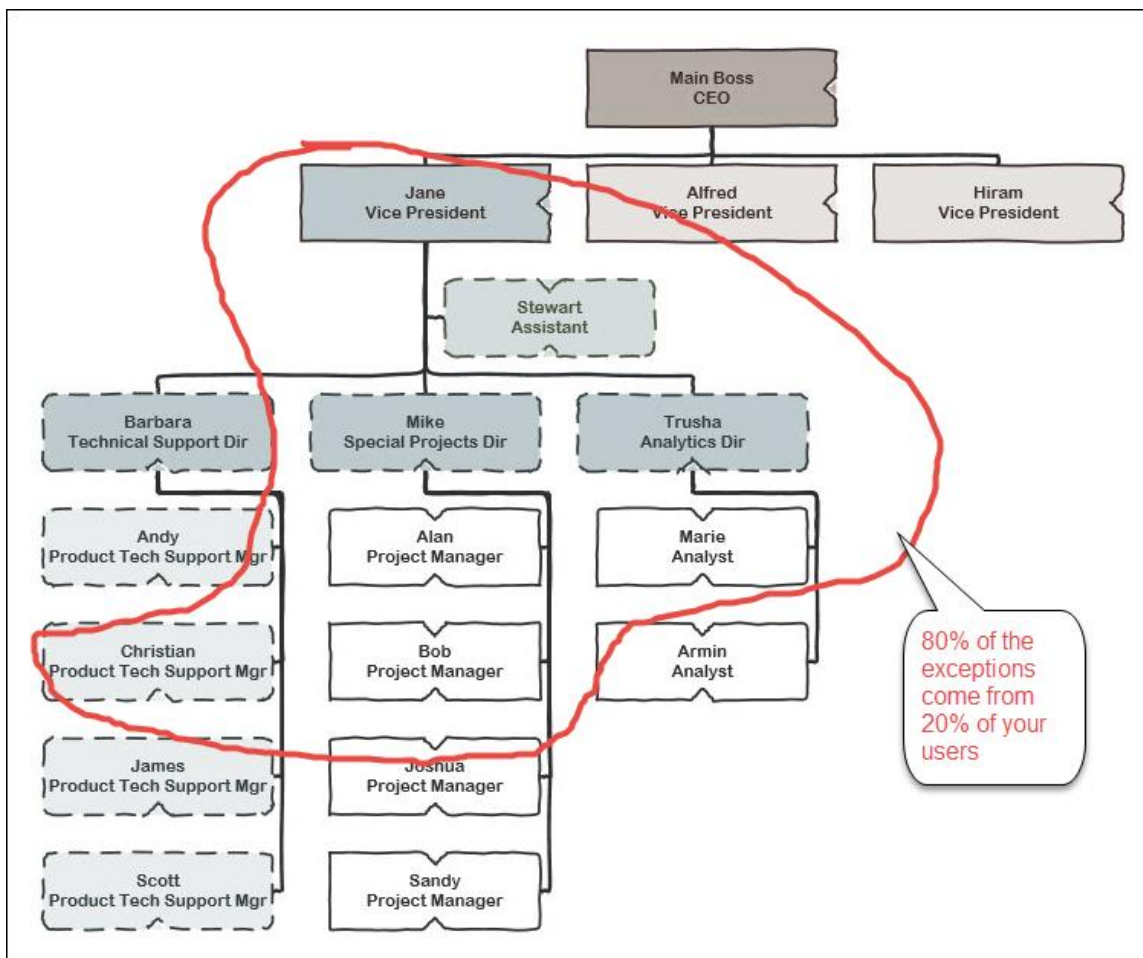 Main Boss
CEO
Jane
Vice President
Alfred
Vice President
Hiram
Vice President
Stewart
Assistant
Barbara
Technical Support Dir
Mike
Special Projects Dir
Trusha
Analytics Dir
Andy
Product Tech Support Mgr
Alan
Project Manager
Marie
Analyst
Christian
Product Tech Support Mgr
Bob
Project Manager
Armin
Analyst
80% of the
exceptions
come from
20% of your
users
James
Product Tech Support Mgr
Joshua
Project Manager
Scott
Product Tech Support Mgr
Sandy
Project Manager